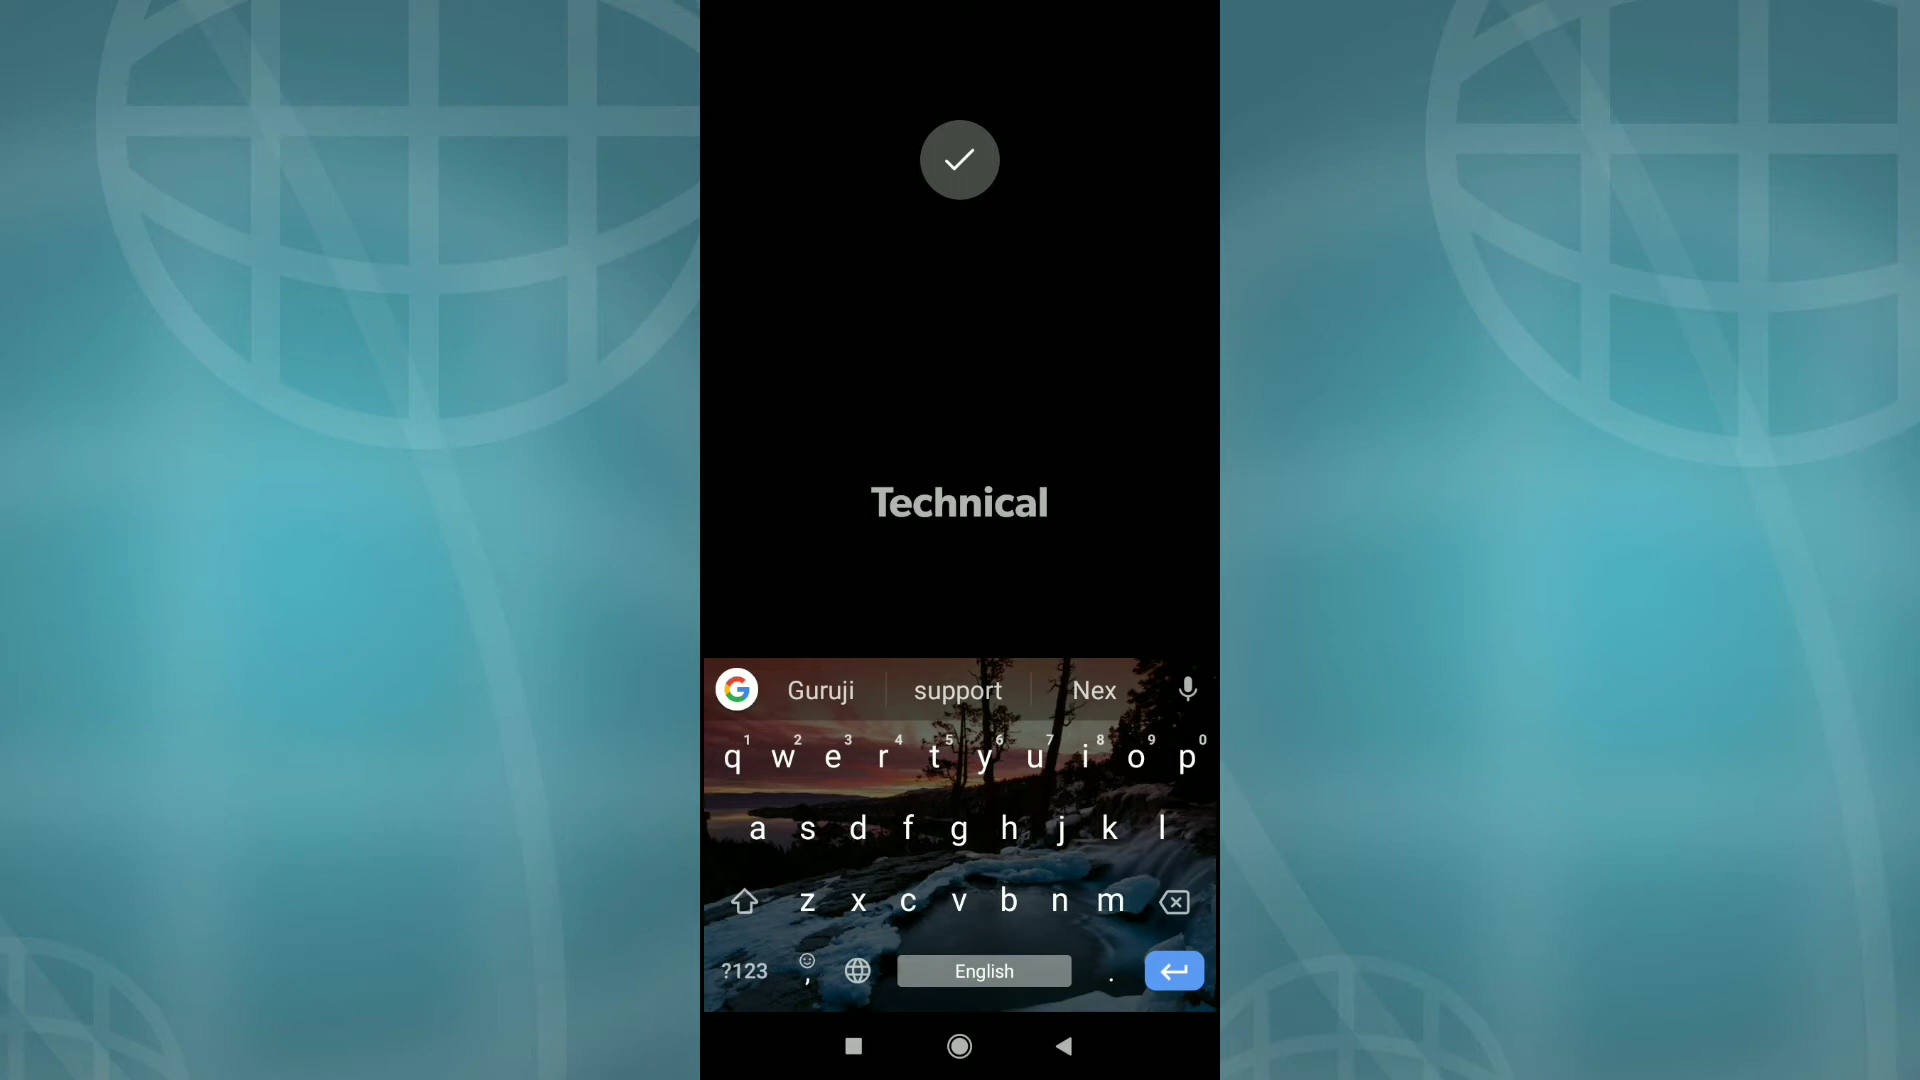 Technical
Guruji support Nex
1 2 3 4 5 6 7 8 9 0
q w e r t y u i o p
a s d f g h j k l
z x c v b n m
?123 , English .